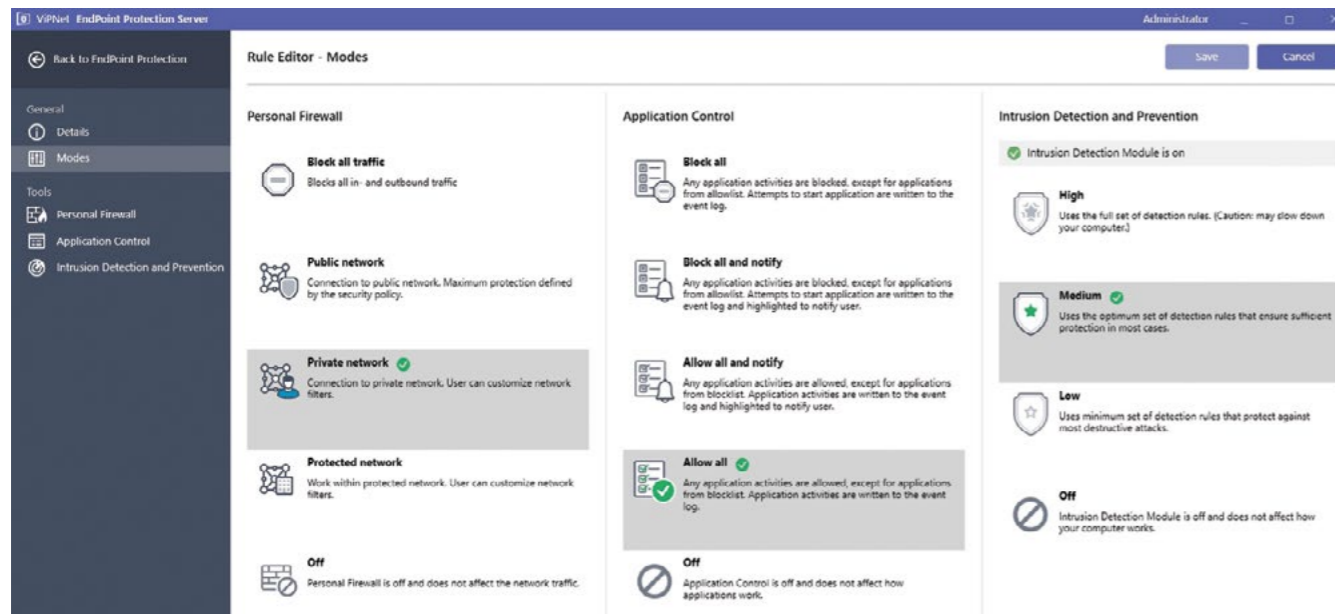 ViPNet EndPoint Protection Server
Administrator
Back to EndPoint Protection
Rule Editor - Modes
Save
Cancel
General
Details
Modes
Tools
Personal Firewall
Application Control
Intrusion Detection and Prevention
Personal Firewall
Block all traffic
Blocks all in- and outbound traffic
Public network
Connection to public network. Maximum protection defined
by the security policy.
Private network
Connection to private network. User can customize network
filters.
Protected network
Work within protected network. User can customize network
filters.
Off
Personal Firewall is off and does not affect the network traffic.
Application Control
Block all
Any application activities are blocked, except for applications
from allowlist. Attempts to start application are written to the
event log.
Block all and notify
Any application activities are blocked, except for applications
from allowlist. Attempts to start application are written to the
event log and highlighted to notify user.
Allow all and notify
Any application activities are allowed, except for applications
from blocklist. Application activities are written to the event
log and highlighted to notify user.
Allow all
Any application activities are allowed, except for applications
from blocklist. Application activities are written to the event
log.
Off
Application Control is off and does not affect how
applications work.
Intrusion Detection and Prevention
Intrusion Detection Module is on
High
Uses the full set of detection rules. (Caution: may slow down
your computer.)
Medium
Uses the optimum set of detection rules that ensure sufficient
protection in most cases.
Low
Uses minimum set of detection rules that protect against
most destructive attacks.
Off
Intrusion Detection Module is off and does not affect how
your computer works.